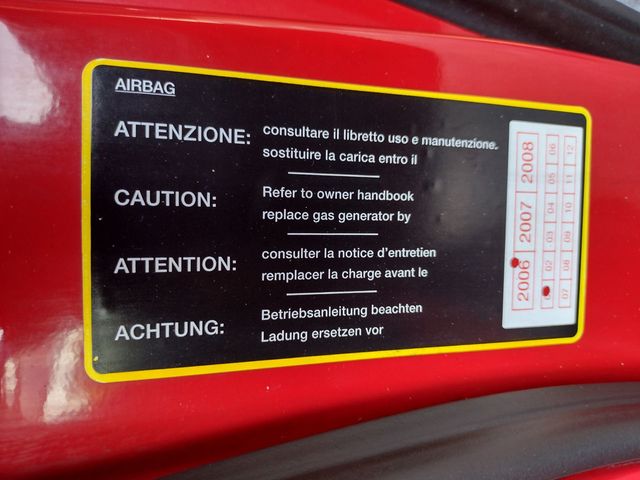 AIRBAG
ATTENZIONE: consultare il libretto uso e manutenzione.
sostituire la carica entro il
CAUTION: Refer to owner handbook
replace gas generator by
ATTENTION: consulter la notice d'entretien
remplacer la charge avant le
ACHTUNG: Betriebsanleitung beachten
Ladung ersetzen vor
2006 2007 2008
02 03 04 05 06
07 08 09 10 11 12